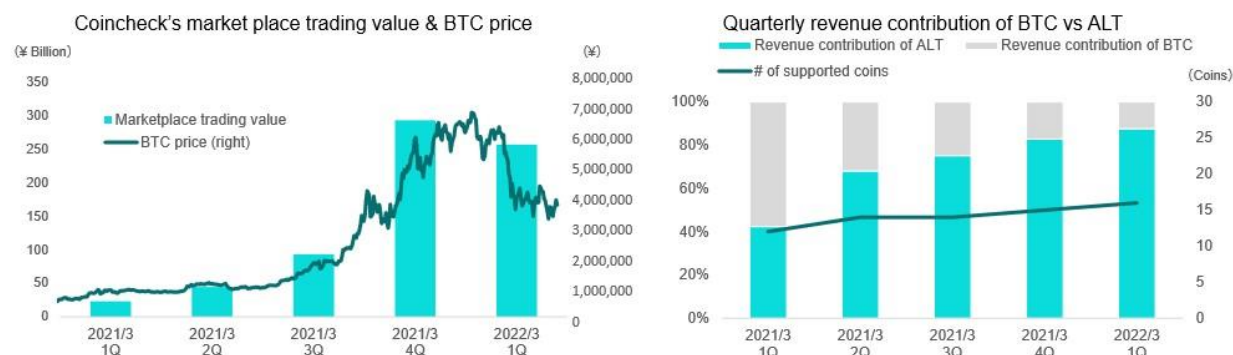 Coincheck's market place trading value & BTC price
(¥ Billion)
(¥)
350
300
250
200
150
100
50
0
Marketplace trading value
BTC price (right)
8,000,000
7,000,000
6,000,000
5,000,000
4,000,000
3,000,000
2,000,000
1,000,000
0
2021/3 2021/3 2021/3 2021/3 2022/3
1Q 2Q 3Q 4Q 1Q
Quarterly revenue contribution of BTC vs ALT
Revenue contribution of ALT Revenue contribution of BTC
# of supported coins
(Coins)
100%
80%
60%
40%
20%
0%
30
25
20
15
10
5
0
2021/3 2021/3 2021/3 2021/3 2022/3
1Q 2Q 3Q 4Q 1Q